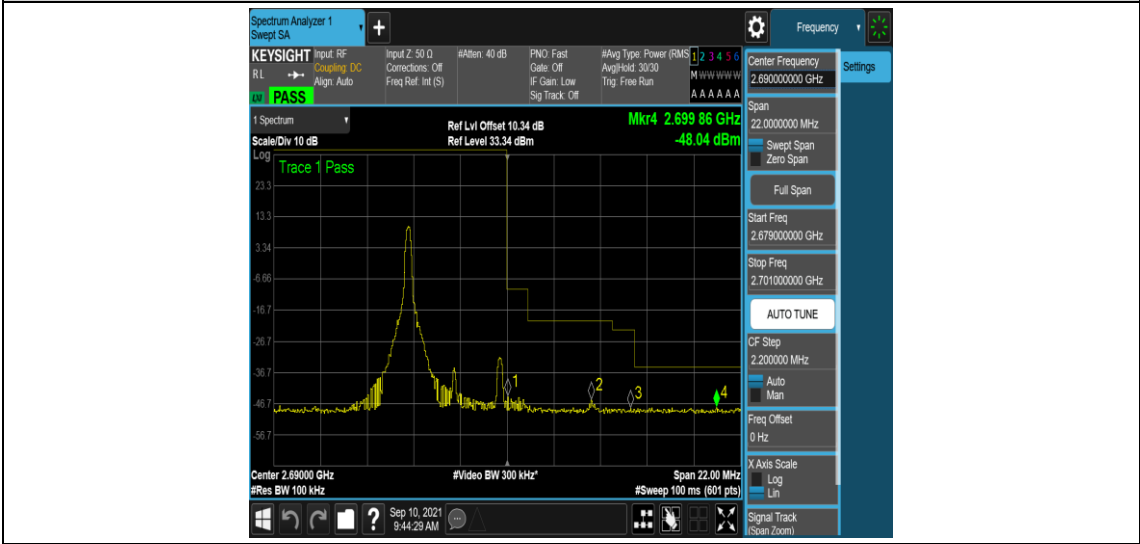 Spectrum Analyzer 1
Swept SA
+
Frequency
KEYSIGHT
RL
LM PASS
Input: RF
Coupling: DC
Align: Auto
Input Z: 50 Ω
Corrections: Off
Freq Ref: Int (S)
#Atten: 40 dB
PNO: Fast
Gate: Off
IF Gain: Low
Sig Track: Off
#Avg Type: Power (RMS
Avg|Hold: 30/30
Trig: Free Run
1 2 3 4 5 6
M W W W W W
A A A A A A
1 Spectrum
Scale/Div 10 dB
Log
Ref Lvl Offset 10.34 dB
Ref Level 33.34 dBm
Mkr4 2.699 86 GHz
-48.04 dBm
Trace 1 Pass
23.3
13.3
3.34
-6.66
-16.7
-26.7
-36.7
-46.7
-56.7
1
2
3
4
Center 2.69000 GHz
#Res BW 100 kHz
#Video BW 300 kHz*
Span 22.00 MHz
#Sweep 100 ms (601 pts)
Center Frequency
2.690000000 GHz
Settings
Span
22.0000000 MHz
Swept Span
Zero Span
Full Span
Start Freq
2.679000000 GHz
Stop Freq
2.701000000 GHz
AUTO TUNE
CF Step
2.200000 MHz
Auto
Man
Freq Offset
0 Hz
X Axis Scale
Log
Lin
Signal Track
(Span Zoom)
?
Sep 10, 2021
9:44:29 AM